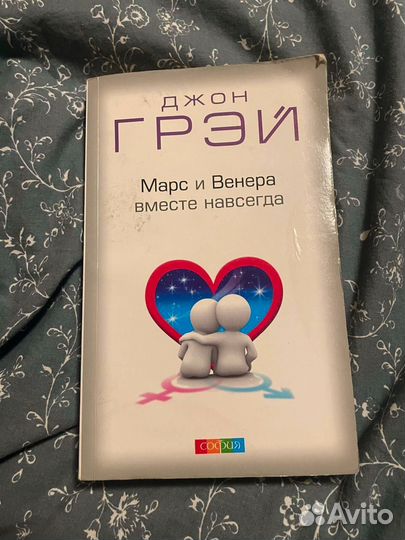 ДЖОН
ГРЭЙ
Марс и Венера
вместе навсегда
СОФИЯ
Avito